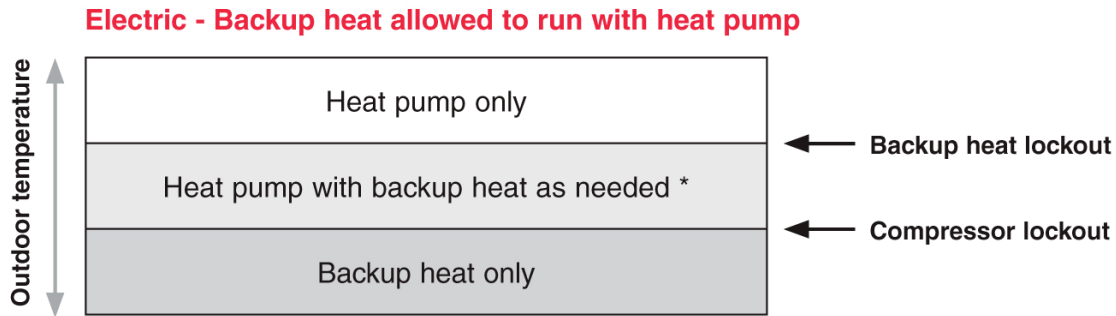 Electric - Backup heat allowed to run with heat pump
Outdoor temperature
Heat pump only
Backup heat lockout
Heat pump with backup heat as needed *
Compressor lockout
Backup heat only